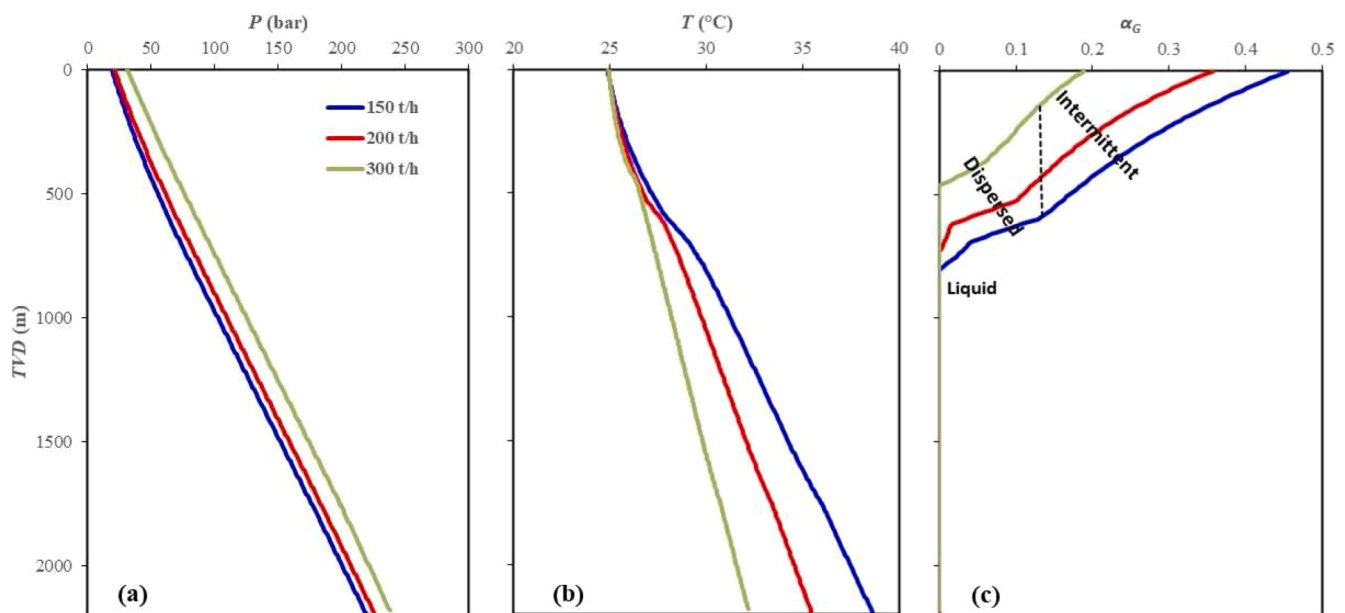 P (bar)
0 50 100 150 200 250 300
0
500
1000
1500
2000
TVD (m)
150 t/h
200 t/h
300 t/h
(a)
T (°C)
20 25 30 35 40
(b)
α_G
0 0.1 0.2 0.3 0.4 0.5
Intermittent
Dispersed
Liquid
(c)